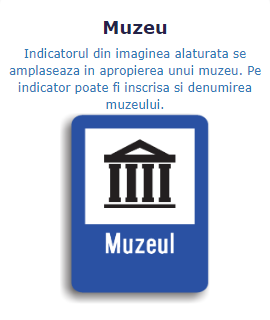 Muzeu
Indicatorul din imaginea alaturata se
amplaseaza in apropierea unui muzeu. Pe
indicator poate fi inscrisa si denumirea
muzeului.
Muzeul